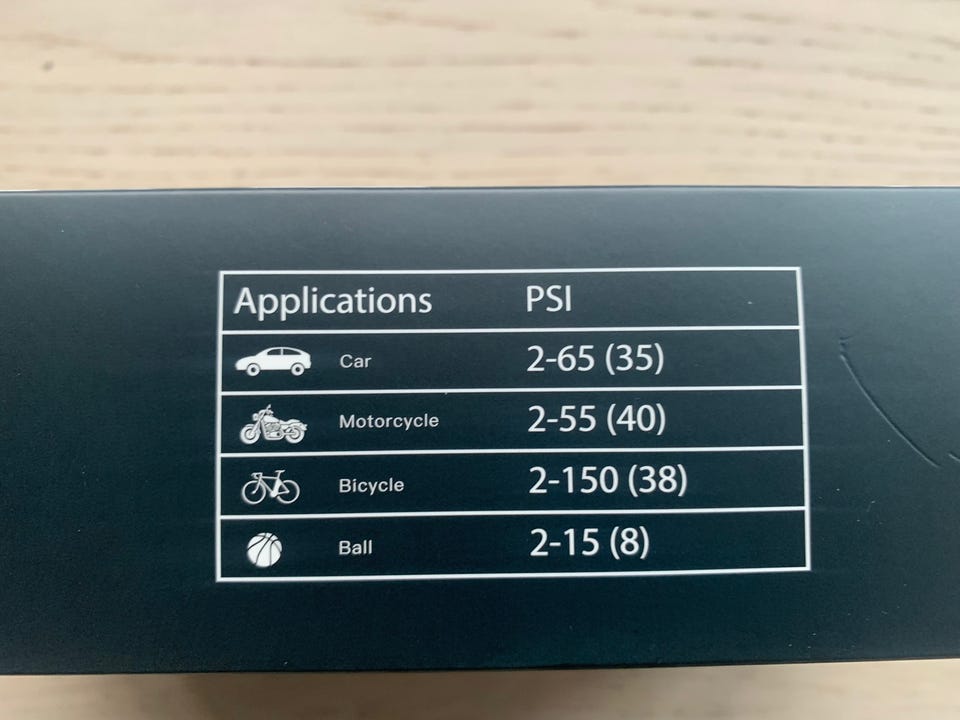 Applications PSI
Car 2-65 (35)
Motorcycle 2-55 (40)
Bicycle 2-150 (38)
Ball 2-15 (8)